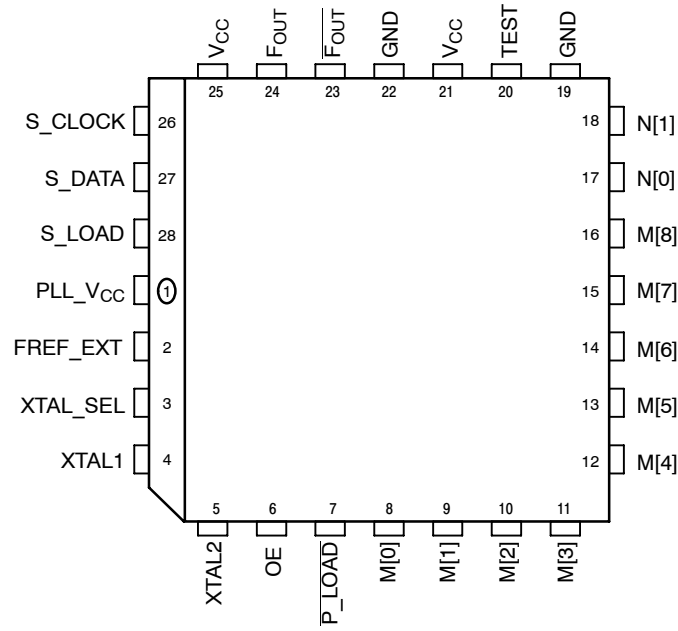 VCC
FOUT
F̅O̅U̅T̅
GND
VCC
TEST
GND
25
24
23
22
21
20
19
S_CLOCK 26
S_DATA 27
S_LOAD 28
PLL_VCC 1
FREF_EXT 2
XTAL_SEL 3
XTAL1 4
18 N[1]
17 N[0]
16 M[8]
15 M[7]
14 M[6]
13 M[5]
12 M[4]
5
6
7
8
9
10
11
XTAL2
OE
P̅_̅L̅O̅A̅D̅
M[0]
M[1]
M[2]
M[3]